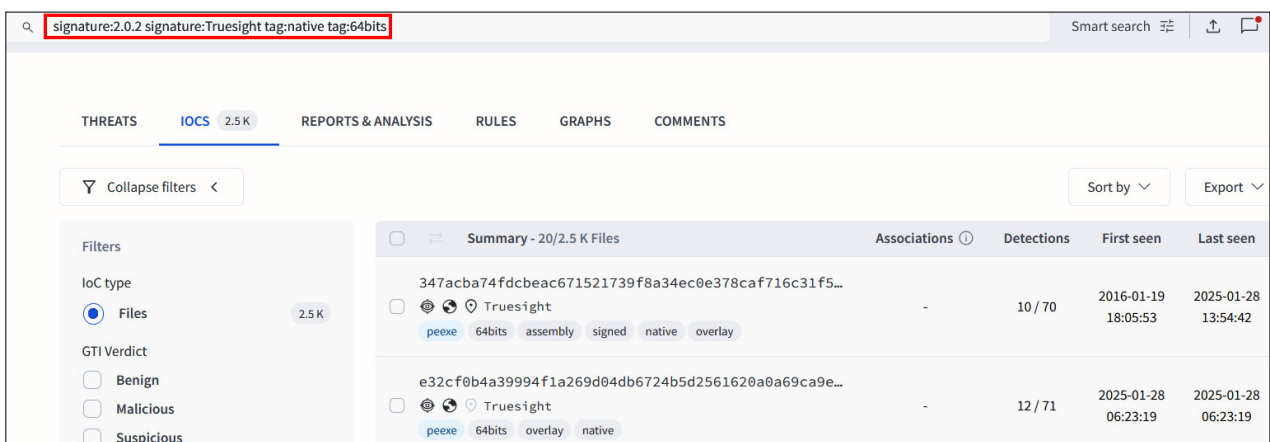 signature:2.0.2 signature:Truesight tag:native tag:64bits
Smart search
THREATS IOCS 2.5 K REPORTS & ANALYSIS RULES GRAPHS COMMENTS
Collapse filters
Sort by
Export
Filters
Summary - 20/2.5 K Files Associations Detections First seen Last seen
IoC type
Files 2.5 K
GTI Verdict
Benign
Malicious
Suspicious
347acba74fdcbeac671521739f8a34ec0e378caf716c31f5…
Truesight
peexe 64bits assembly signed native overlay
- 10 / 70 2016-01-19 18:05:53 2025-01-28 13:54:42
e32cf0b4a39994f1a269d04db6724b5d2561620a0a69ca9e…
Truesight
peexe 64bits overlay native
- 12 / 71 2025-01-28 06:23:19 2025-01-28 06:23:19